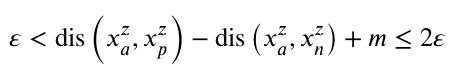 ε < dis (x_a^z, x_p^z) − dis (x_a^z, x_n^z) + m ≤ 2ε